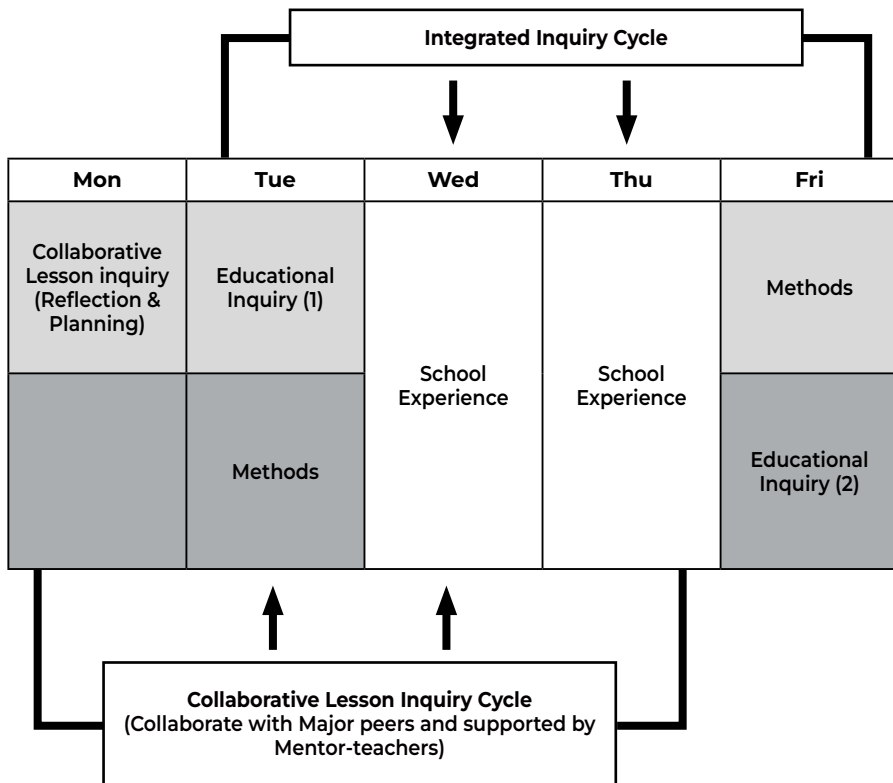 Integrated Inquiry Cycle
Mon
Tue
Wed
Thu
Fri
Collaborative
Lesson inquiry
(Reflection &
Planning)
Educational
Inquiry (1)
School
Experience
School
Experience
Methods
Methods
Educational
Inquiry (2)
Collaborative Lesson Inquiry Cycle
(Collaborate with Major peers and supported by
Mentor-teachers)